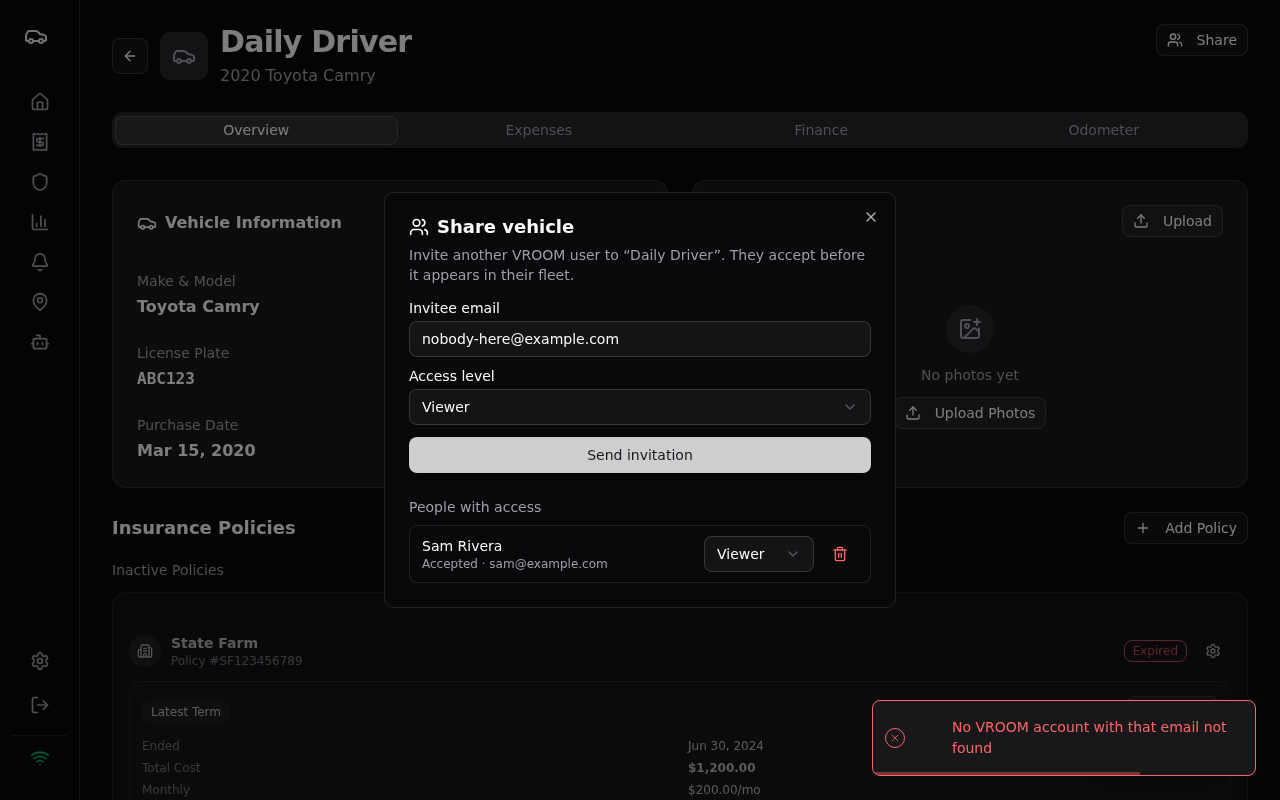 Daily Driver
2020 Toyota Camry
Share
Overview
Expenses
Finance
Odometer
Vehicle Information
Upload
Make & Model
Toyota Camry
License Plate
ABC123
Purchase Date
Mar 15, 2020
No photos yet
Upload Photos
Share vehicle
Invite another VROOM user to “Daily Driver”. They accept before
it appears in their fleet.
Invitee email
nobody-here@example.com
Access level
Viewer
Send invitation
People with access
Sam Rivera
Accepted · sam@example.com
Viewer
Insurance Policies
Add Policy
Inactive Policies
State Farm
Policy #SF123456789
Expired
Latest Term
Ended
Jun 30, 2024
Total Cost
$1,200.00
Monthly
$200.00/mo
No VROOM account with that email not
found